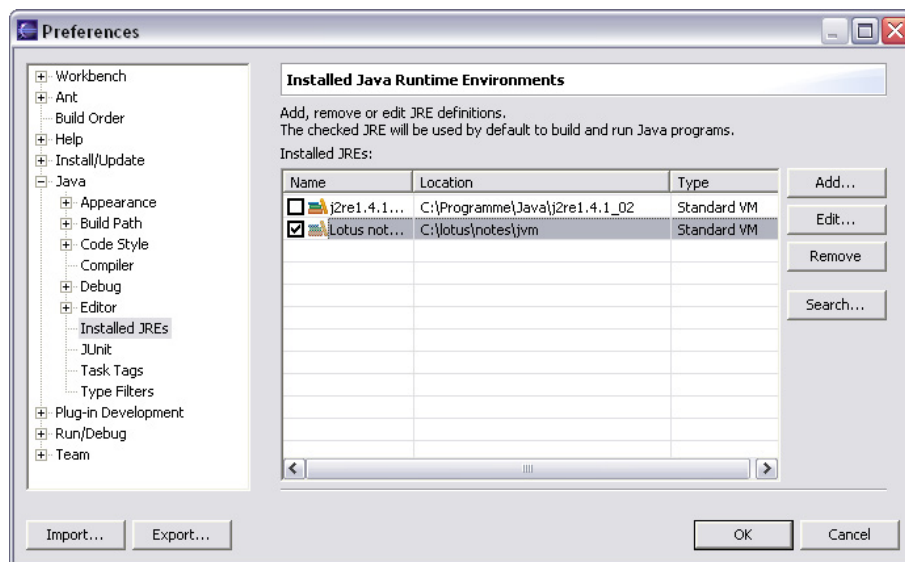 Preferences
Workbench
Ant
Build Order
Help
Install/Update
Java
Appearance
Build Path
Code Style
Compiler
Debug
Editor
Installed JREs
JUnit
Task Tags
Type Filters
Plug-in Development
Run/Debug
Team
Installed Java Runtime Environments
Add, remove or edit JRE definitions.
The checked JRE will be used by default to build and run Java programs.
Installed JREs:
Name Location Type
j2re1.4.1... C:\Programme\Java\j2re1.4.1_02 Standard VM
Lotus not... C:\lotus\notes\jvm Standard VM
Add...
Edit...
Remove
Search...
Import... Export... OK Cancel